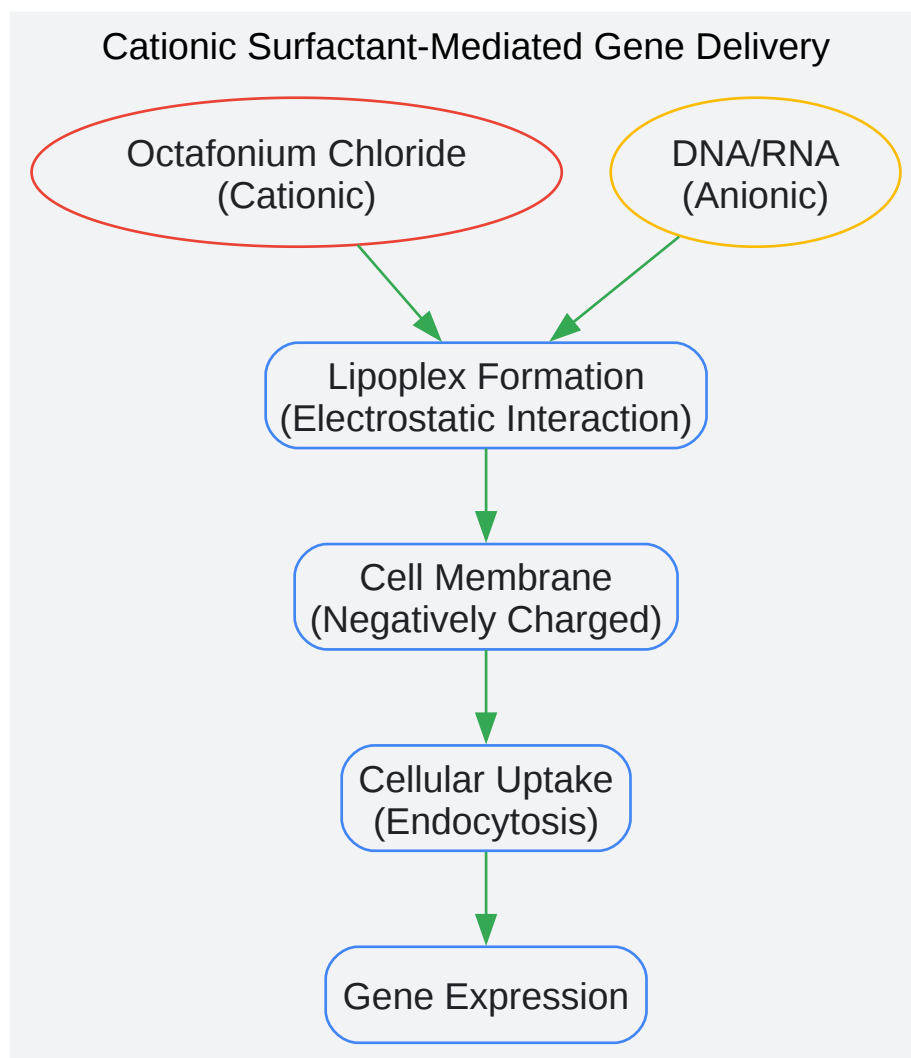 Cationic Surfactant-Mediated Gene Delivery
Octafonium Chloride
(Cationic)
DNA/RNA
(Anionic)
Lipoplex Formation
(Electrostatic Interaction)
Cell Membrane
(Negatively Charged)
Cellular Uptake
(Endocytosis)
Gene Expression